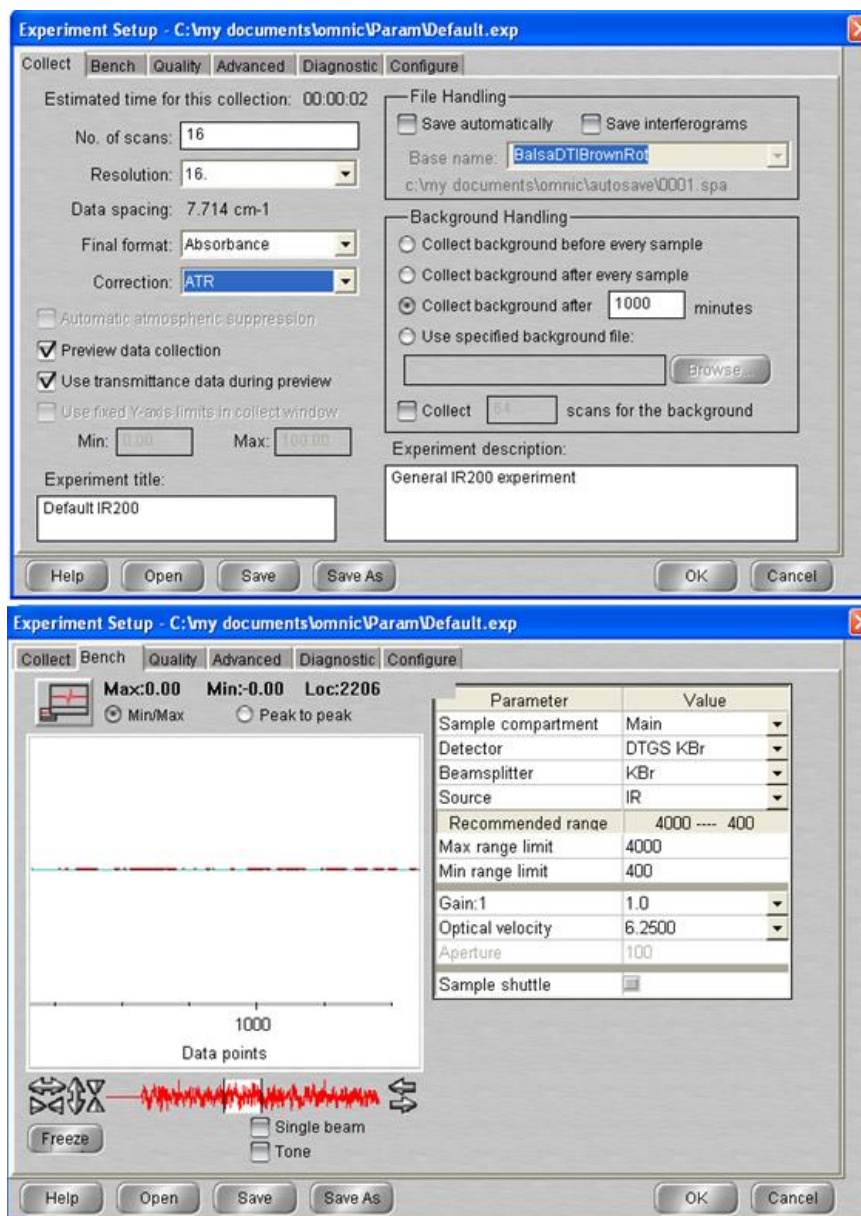 Experiment Setup - C:\my documents\omnic\Param\Default.exp
Collect Bench Quality Advanced Diagnostic Configure
Estimated time for this collection: 00:00:02
No. of scans: 16
Resolution: 16.
Data spacing: 7.714 cm-1
Final format: Absorbance
Correction: ATR
Automatic atmospheric suppression
Preview data collection
Use transmittance data during preview
Use fixed Y-axis limits in collect window
Min: 0.00 Max: 100.00
Experiment title:
Default IR200
File Handling
Save automatically Save interferograms
Base name: BalsaDTIBrownRot
c:\my documents\omnic\autosave\0001.spa
Background Handling
Collect background before every sample
Collect background after every sample
Collect background after 1000 minutes
Use specified background file:
Browse...
Collect 64 scans for the background
Experiment description:
General IR200 experiment
Help Open Save Save As OK Cancel
Experiment Setup - C:\my documents\omnic\Param\Default.exp
Collect Bench Quality Advanced Diagnostic Configure
Max:0.00 Min:-0.00 Loc:2206
Min/Max Peak to peak
1000
Data points
Single beam
Freeze
Tone
Parameter Value
Sample compartment Main
Detector DTGS KBr
Beamsplitter KBr
Source IR
Recommended range 4000 ---- 400
Max range limit 4000
Min range limit 400
Gain:1 1.0
Optical velocity 6.2500
Aperture 100
Sample shuttle
Help Open Save Save As OK Cancel